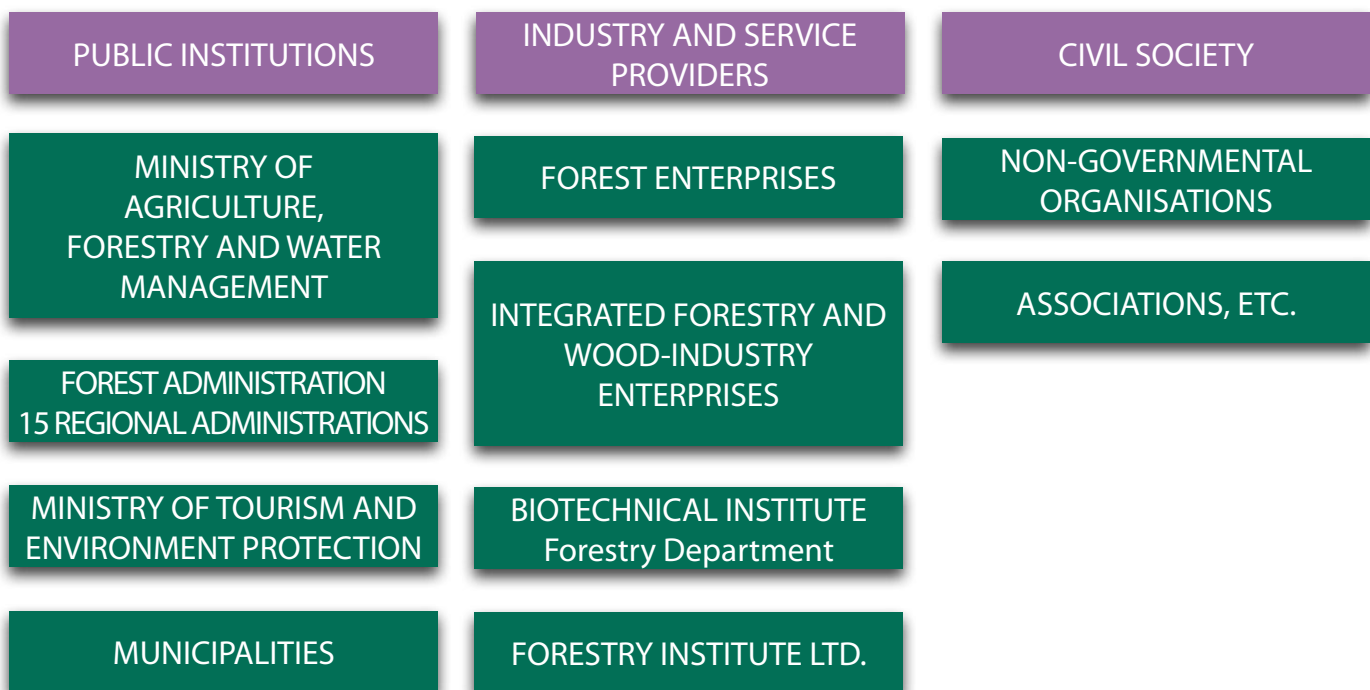 PUBLIC INSTITUTIONS
MINISTRY OF
AGRICULTURE,
FORESTRY AND WATER
MANAGEMENT
FOREST ADMINISTRATION
15 REGIONAL ADMINISTRATIONS
MINISTRY OF TOURISM AND
ENVIRONMENT PROTECTION
MUNICIPALITIES
INDUSTRY AND SERVICE
PROVIDERS
FOREST ENTERPRISES
INTEGRATED FORESTRY AND
WOOD-INDUSTRY
ENTERPRISES
BIOTECHNICAL INSTITUTE
Forestry Department
FORESTRY INSTITUTE LTD.
CIVIL SOCIETY
NON-GOVERNMENTAL
ORGANISATIONS
ASSOCIATIONS, ETC.